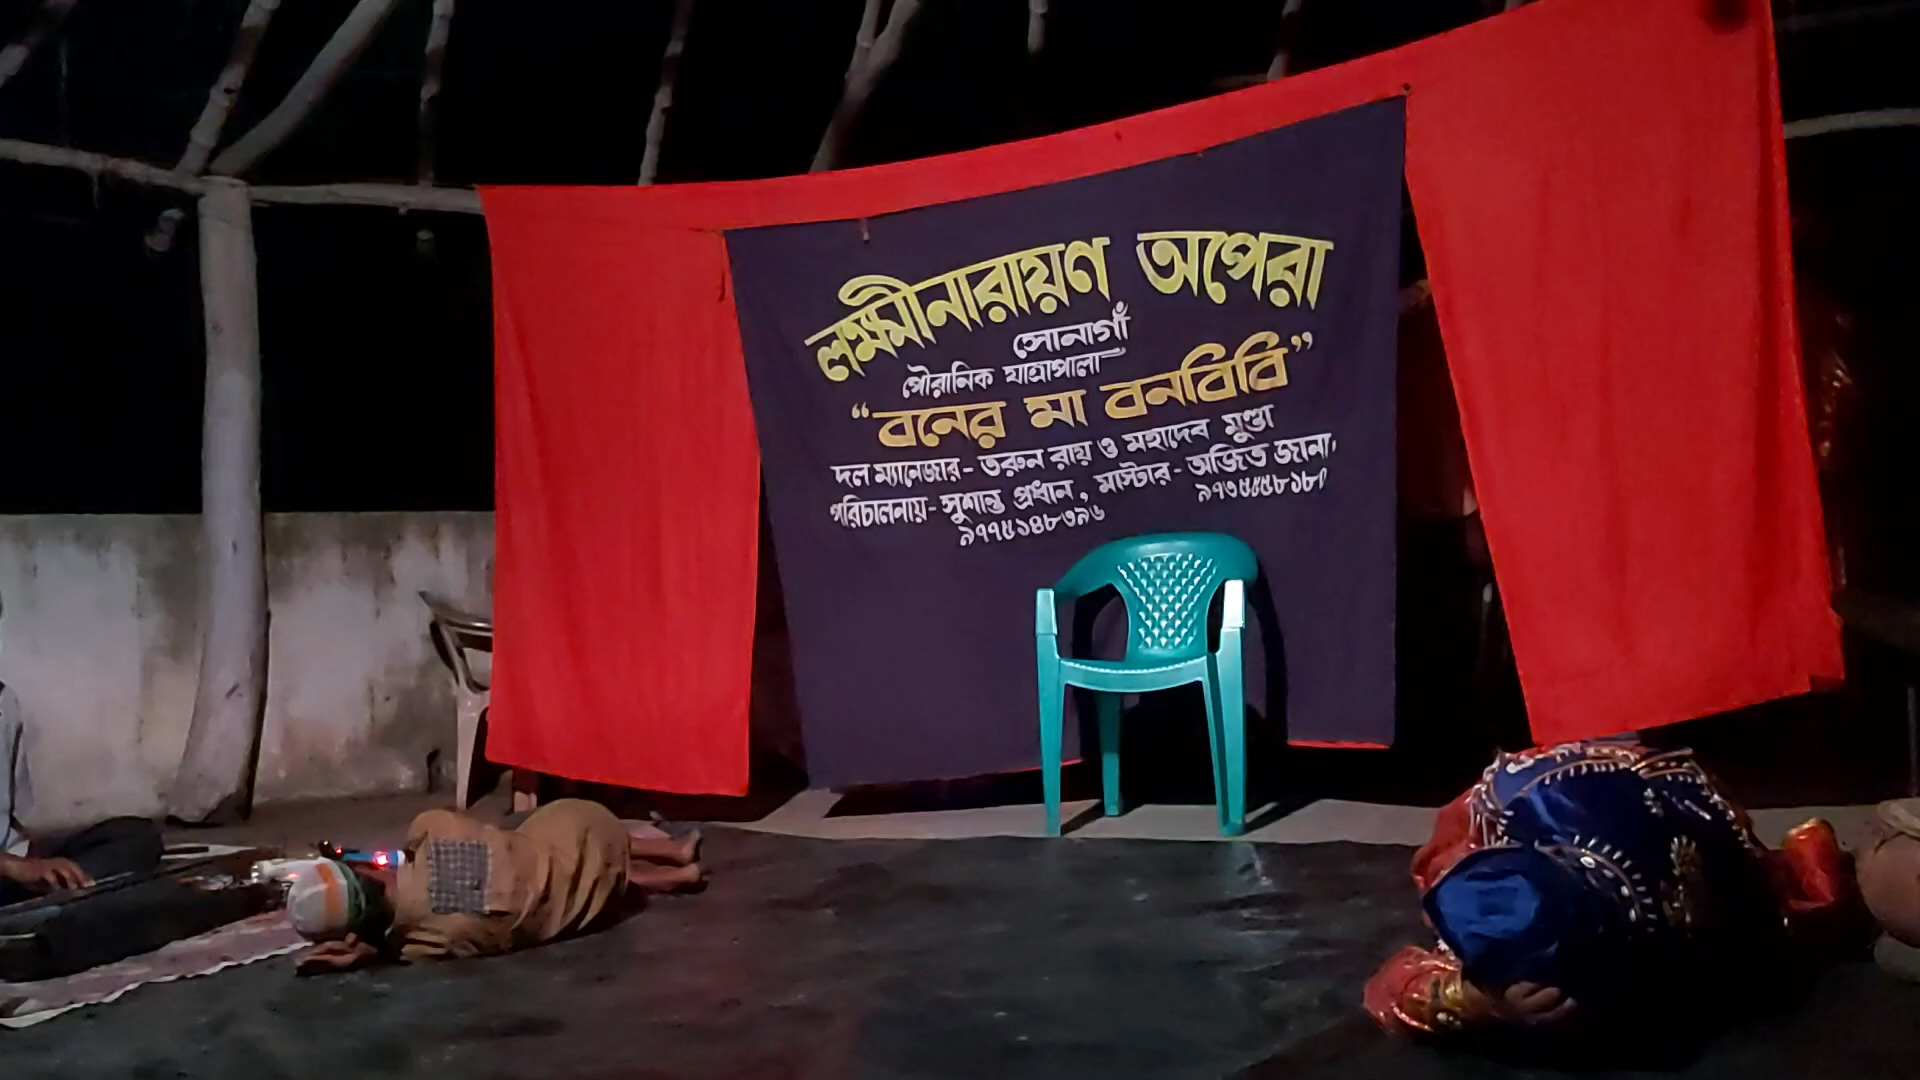 লক্ষ্মীনারায়ণ অপেরা
সোনাগাঁ
পৌরানিক যাত্রাপালা
“বনের মা বনবিবি”
দল ম্যানেজার - তরুন রায় ও মহাদেব মুণ্ডা
পরিচালনায় - সুশান্ত প্রধান, মাস্টার - অজিত জানা
৯৭৭৫১৪৮৩৯৬